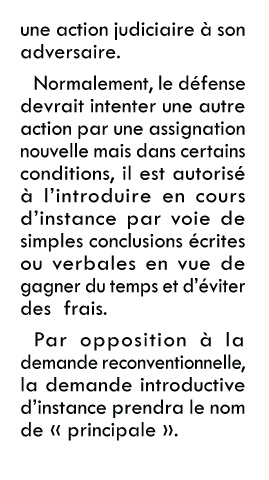 une action judiciaire à son
adversaire.
Normalement, le défense
devrait intenter une autre
action par une assignation
nouvelle mais dans certains
conditions, il est autorisé
à l’introduire en cours
d’instance par voie de
simples conclusions écrites
ou verbales en vue de
gagner du temps et d’éviter
des frais.
Par opposition à la
demande reconventionnelle,
la demande introductive
d’instance prendra le nom
de « principale ».